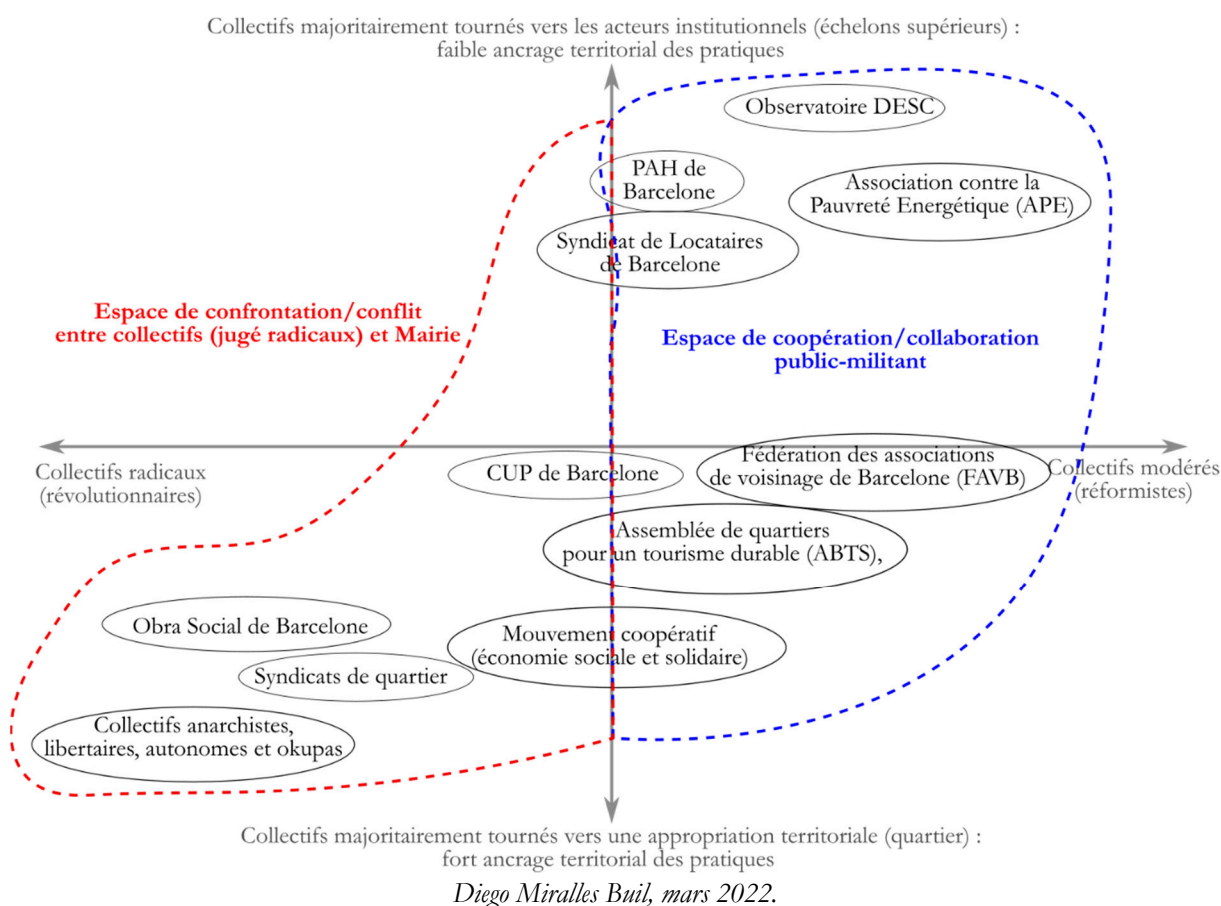 Collectifs majoritairement tournés vers les acteurs institutionnels (échelons supérieurs) :
faible ancrage territorial des pratiques
Observatoire DESC
PAH de
Barcelone
Association contre la
Pauvreté Energétique (APE)
Syndicat de Locataires
de Barcelone
Espace de confrontation/conflit
entre collectifs (jugé radicaux) et Mairie
Espace de coopération/collaboration
public-militant
Collectifs radicaux
(révolutionnaires)
CUP de Barcelone
Fédération des associations
de voisinage de Barcelone (FAVB)
Collectifs modérés
(réformistes)
Assemblée de quartiers
pour un tourisme durable (ABTS),
Obra Social de Barcelone
Mouvement coopératif
(économie sociale et solidaire)
Syndicats de quartier
Collectifs anarchistes,
libertaires, autonomes et okupas
Collectifs majoritairement tournés vers une appropriation territoriale (quartier) :
fort ancrage territorial des pratiques
Diego Miralles Buil, mars 2022.